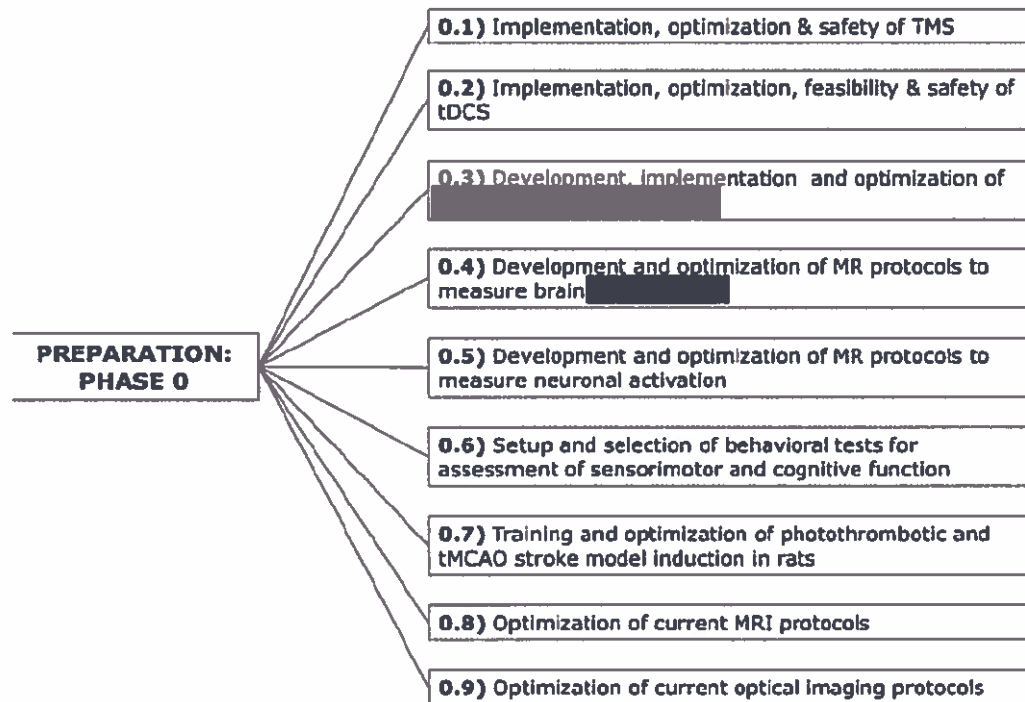 0.1) Implementation, optimization & safety of TMS
0.2) Implementation, optimization, feasibility & safety of
tDCS
0.3) Development, implementation and optimization of
0.4) Development and optimization of MR protocols to
measure brain
PREPARATION:
PHASE 0
0.5) Development and optimization of MR protocols to
measure neuronal activation
0.6) Setup and selection of behavioral tests for
assessment of sensorimotor and cognitive function
0.7) Training and optimization of photothrombotic and
tMCAO stroke model induction in rats
0.8) Optimization of current MRI protocols
0.9) Optimization of current optical imaging protocols